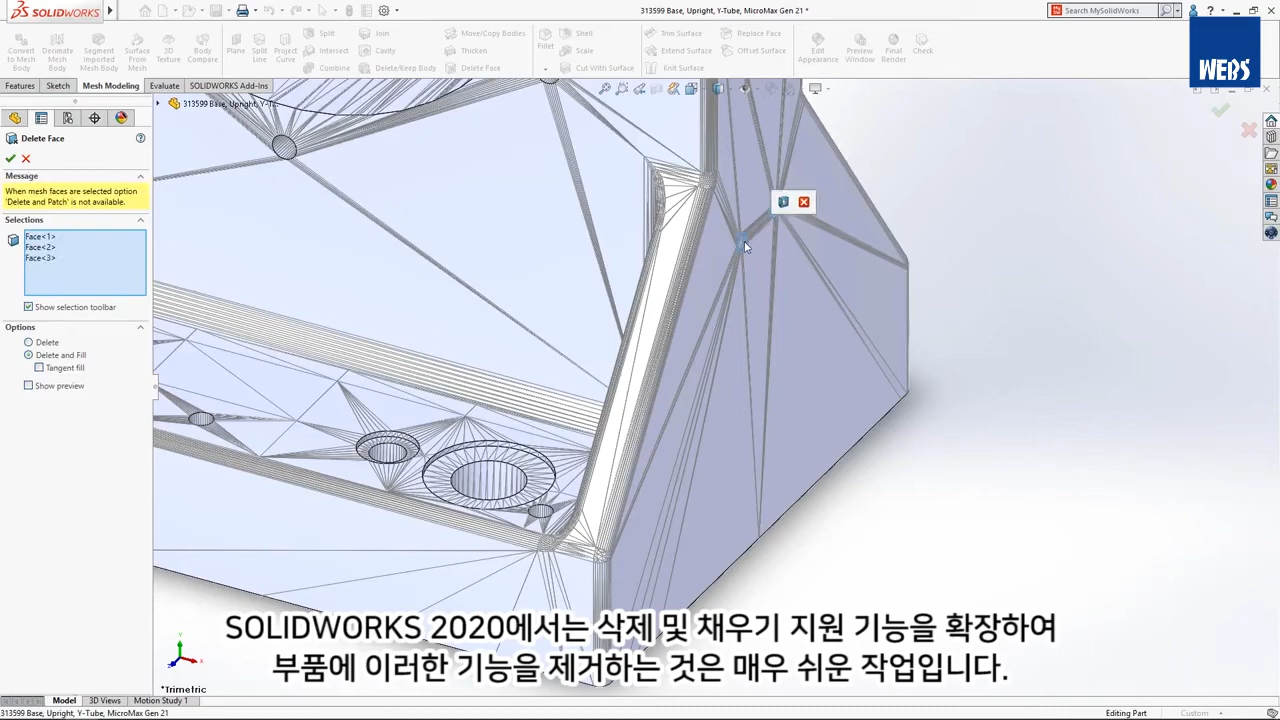 SOLIDWORKS
313599 Base, Upright, Y-Tube, MicroMax Gen 21 *
Search MySolidWorks
WEBS
Convert to Mesh Body
Decimate Mesh Body
Segment Imported Mesh Body
Surface From Mesh
3D Texture
Body Compare
Plane
Split Line
Project Curve
Split
Intersect
Combine
Join
Cavity
Delete/Keep Body
Move/Copy Bodies
Thicken
Delete Face
Fillet
Shell
Scale
Cut With Surface
Trim Surface
Extend Surface
Knit Surface
Replace Face
Offset Surface
Edit Appearance
Preview Window
Final Render
Check
Features
Sketch
Mesh Modeling
Evaluate
SOLIDWORKS Add-Ins
313599 Base, Upright, Y-T...
Delete Face
Message
When mesh faces are selected option
'Delete and Patch' is not available.
Selections
Face<1>
Face<2>
Face<3>
Show selection toolbar
Options
Delete
Delete and Fill
Tangent fill
Show preview
SOLIDWORKS 2020에서는 삭제 및 채우기 지원 기능을 확장하여
부품에 이러한 기능을 제거하는 것은 매우 쉬운 작업입니다.
*Trimetric
Model
3D Views
Motion Study 1
313599 Base, Upright, Y-Tube, MicroMax Gen 21
Editing Part
Custom